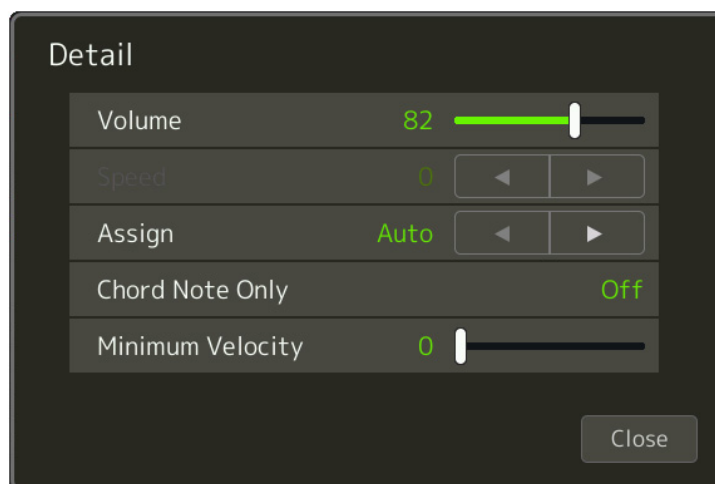 Detail
Volume 82
Speed 0
Assign Auto
Chord Note Only Off
Minimum Velocity 0
Close